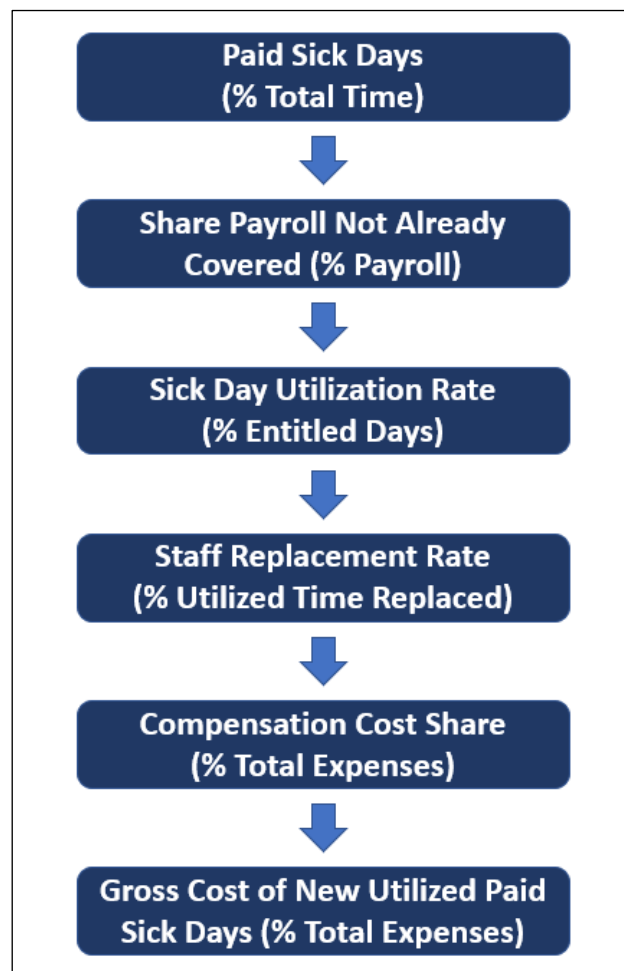 Paid Sick Days
(% Total Time)
Share Payroll Not Already
Covered (% Payroll)
Sick Day Utilization Rate
(% Entitled Days)
Staff Replacement Rate
(% Utilized Time Replaced)
Compensation Cost Share
(% Total Expenses)
Gross Cost of New Utilized Paid
Sick Days (% Total Expenses)